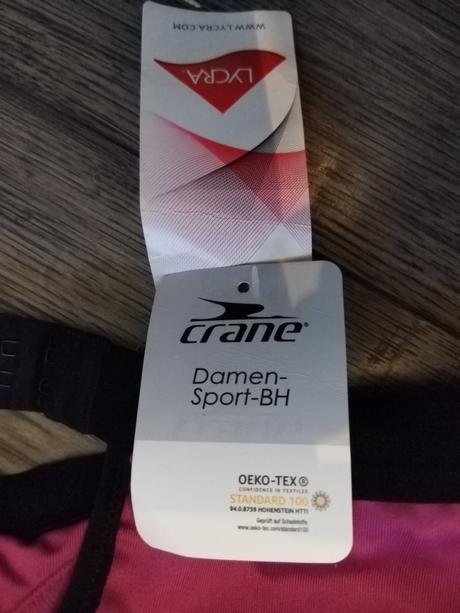 WWW.LYCRA.COM
LYCRA®
crane®
Damen-
Sport-BH
OEKO-TEX®
CONFIDENCE IN TEXTILES
STANDARD 100
94.0.8759 HOHENSTEIN HTTI
Geprüft auf Schadstoffe.
www.oeko-tex.com/standard100